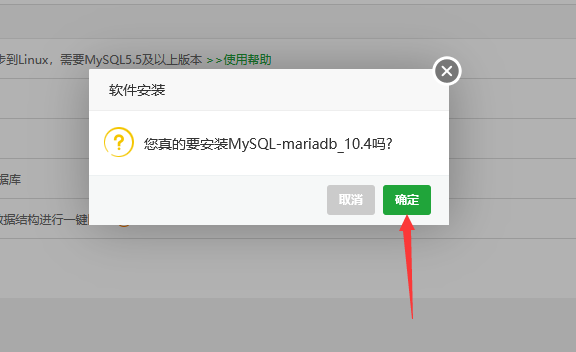 步到Linux，需要MySQL5.5及以上版本 >>使用帮助
软件安装
您真的要安装MySQL-mariadb_10.4吗?
据库
取消
确定
数据结构进行一键